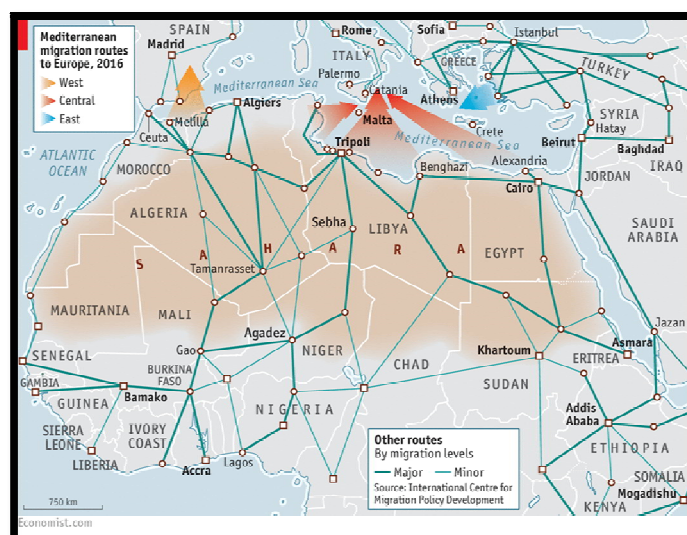 Mediterranean
migration routes
to Europe, 2016
West
Central
East
SPAIN
Madrid
Rome
Sofia
Istanbul
ITALY
GREECE
TURKEY
Palermo
Catania
Athens
Mediterranean Sea
Algiers
Melilla
Malta
Crete
SYRIA
Hatay
Ceuta
Tripoli
Mediterranean Sea
Beirut
Baghdad
ATLANTIC
OCEAN
MOROCCO
Benghazi
Alexandria
IRAQ
Cairo
JORDAN
ALGERIA
Sebha
LIBYA
EGYPT
SAUDI
ARABIA
S A H A R A
Tamanrasset
MAURITANIA
MALI
Agadez
Jazan
SENEGAL
Gao
NIGER
CHAD
Khartoum
Asmara
ERITREA
GAMBIA
BURKINA
FASO
SUDAN
Bamako
GUINEA
NIGERIA
Addis
Ababa
SIERRA
LEONE
IVORY
COAST
ETHIOPIA
LIBERIA
Accra
Lagos
SOMALIA
Mogadishu
KENYA
Other routes
By migration levels
Major Minor
Source: International Centre for
Migration Policy Development
750 km
Economist.com